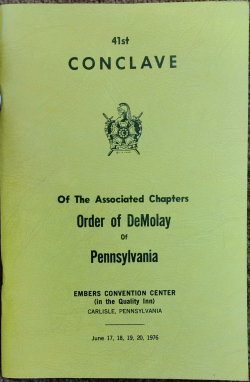 41st
CONCLAVE
Of The Associated Chapters
Order of DeMolay
Of
Pennsylvania
EMBERS CONVENTION CENTER
(in the Quality Inn)
CARLISLE, PENNSYLVANIA
June 17, 18, 19, 20, 1976